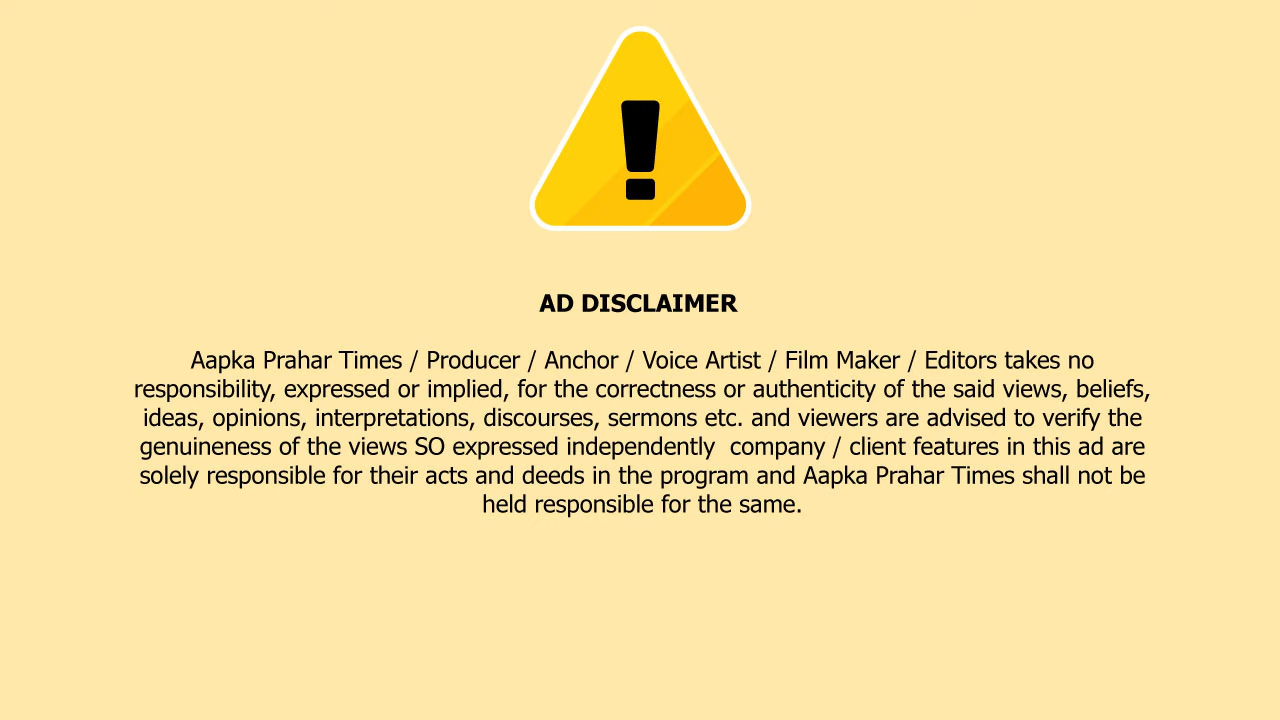 AD DISCLAIMER
Aapka Prahar Times / Producer / Anchor / Voice Artist / Film Maker / Editors takes no
responsibility, expressed or implied, for the correctness or authenticity of the said views, beliefs,
ideas, opinions, interpretations, discourses, sermons etc. and viewers are advised to verify the
genuineness of the views SO expressed independently  company / client features in this ad are
solely responsible for their acts and deeds in the program and Aapka Prahar Times shall not be
held responsible for the same.